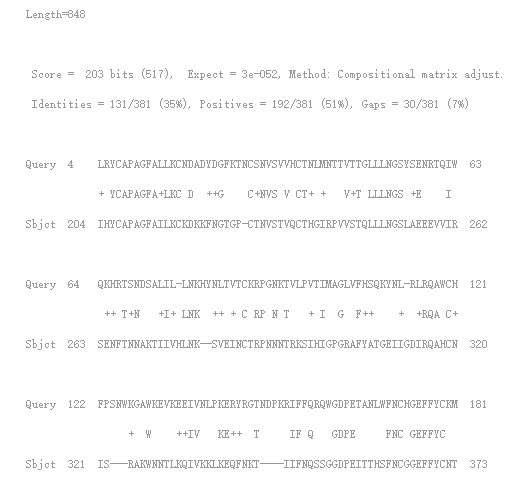 Length=848
Score =  203 bits (517),  Expect = 3e-052, Method: Compositional matrix adjust.
Identities = 131/381 (35%), Positives = 192/381 (51%), Gaps = 30/381 (7%)
Query  4    LRYCAPAGFALLKCNDADYDGFKTNCSNVSVVHCTNLMNTTVTTGLLLNGSYSENRTQIW  63
            + YCAPAGFA+LKC D  ++G    C+NVS V CT+ +   V+T LLLNGS +E    I
Sbjct  204  IHYCAPAGFAILKCKDKKFNGTGP-CTNVSTVQCTHGIRPVVSTQLLLNGSLAEEEVVIR  262
Query  64   QKHRTSNDSALIL-LNKHYNLTVTCKRPGNKTVLPVTIMAGLVFHSQKYNL-RLRQAWCH  121
             ++ T+N   +I+ LNK  ++ + C RP N T   + I  G  F++    +  +RQA C+
Sbjct  263  SENFTNNAKTIIVHLNK--SVEINCTRPNNNTRKSIHIGPGRAFYATGEIIGDIRQAHCN  320
Query  122  FPSNWKGAWKEVKEEIVNLPKERYRGTNDPKRIFFQRQWGDPETANLWFNCHGEFFYCKM  181
                 +  W    ++IV   KE++  T     IF Q   GDPE     FNC GEFFYC
Sbjct  321  IS---RAKWNNTLKQIVKKLKEQFNKT-----IIFNQSSGGDPEITTHSFNCGGEFFYCNT  373